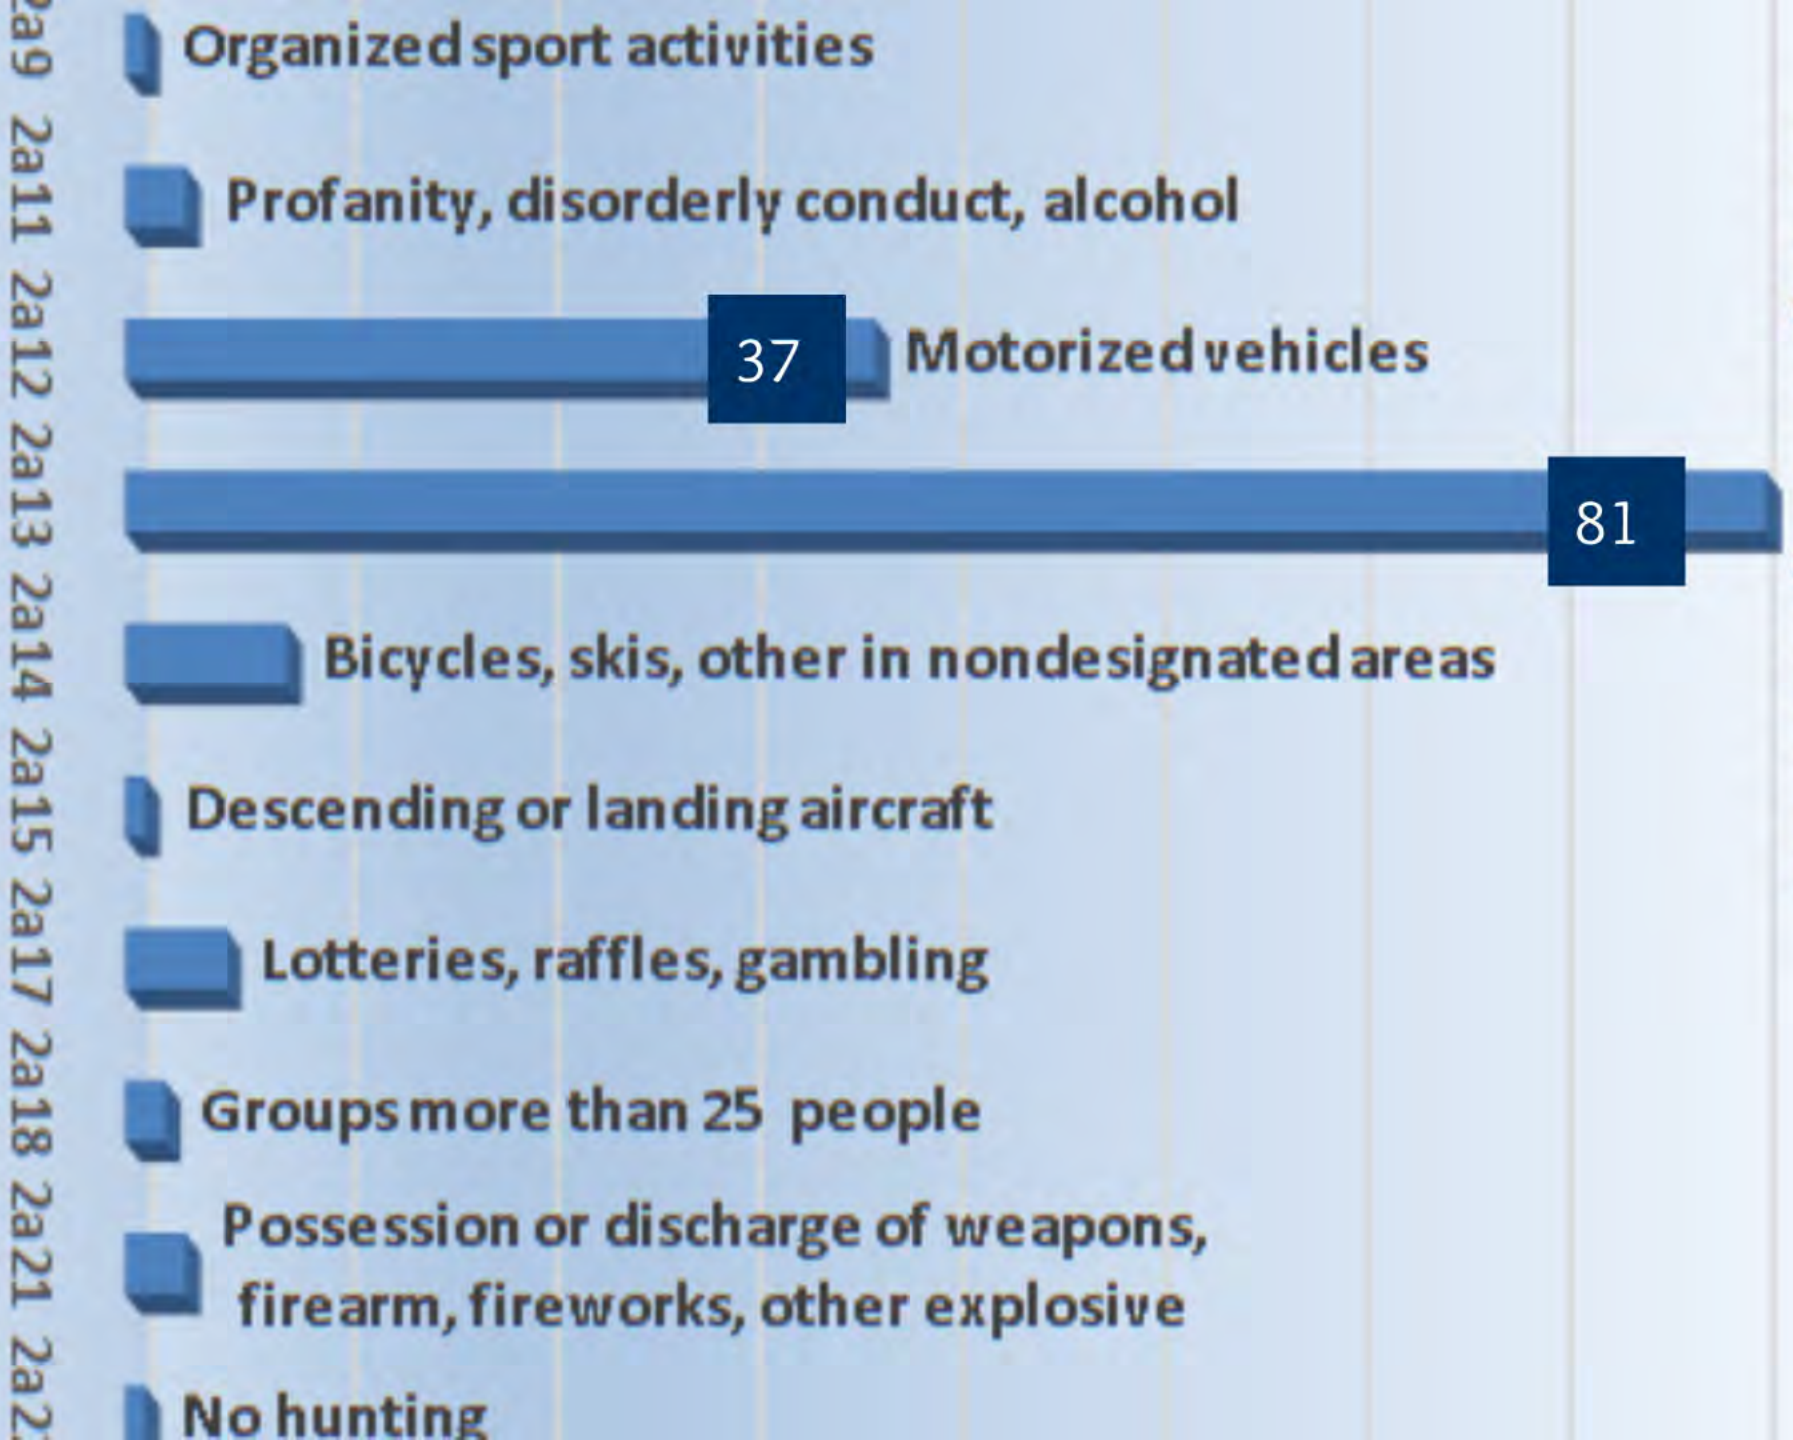 2a9
Organized sport activities
2a11
Profanity, disorderly conduct, alcohol
2a12
37
Motorized vehicles
2a13
81
2a14
Bicycles, skis, other in nondesignated areas
2a15
Descending or landing aircraft
2a17
Lotteries, raffles, gambling
2a18
Groups more than 25 people
2a21
Possession or discharge of weapons,
firearm, fireworks, other explosive
No hunting